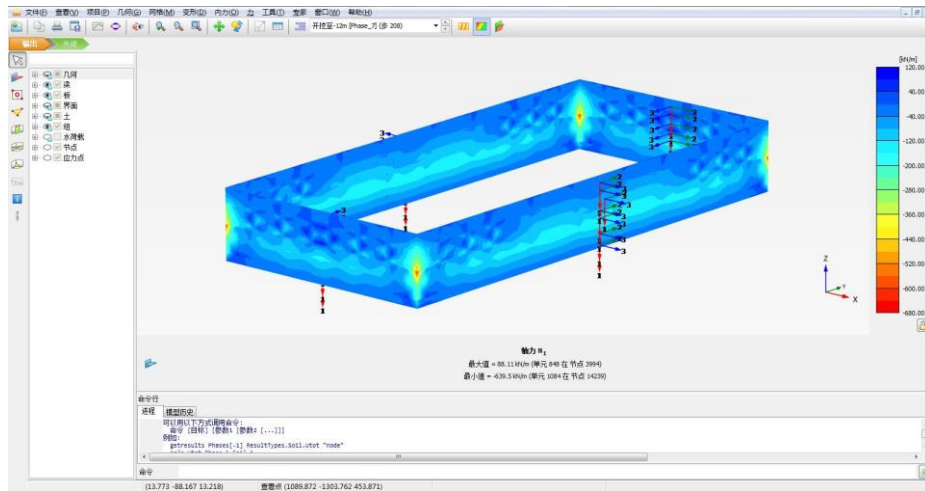 文件(F) 查看(V) 项目(P) 几何(G) 网格(M) 变形(D) 内力(Q) 力 工具(T) 专家 窗口(W) 帮助(H)
开挖至-12m [Phase_7] (步 208)
输出
几何
梁
板
界面
土
组
水荷载
节点
应力点
[kN/m]
120.00
40.00
-40.00
-120.00
-200.00
-280.00
-360.00
-440.00
-520.00
-600.00
-680.00
Z
Y
X
轴力 N₁
最大值 = 88.11 kN/m (单元 848 在 节点 3994)
最小值 = -639.5 kN/m (单元 1084 在 节点 14239)
命令行
进程 模型历史
可以用以下方式调用命令:
命令 [目标] [参数1 [参数2 [...]]]
例如:
getresults Phases[-1] ResultTypes.Soil.Utot "node"
命令
(13.773 -88.167 13.218) 查看点 (1089.872 -1303.762 453.871)